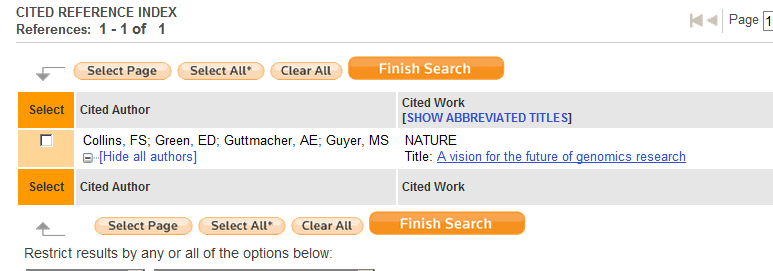 CITED REFERENCE INDEX
References: 1 - 1 of 1
Page 1
Select Page Select All* Clear All Finish Search
Select Cited Author Cited Work
[SHOW ABBREVIATED TITLES]
Collins, FS; Green, ED; Guttmacher, AE; Guyer, MS NATURE
[Hide all authors] Title: A vision for the future of genomics research
Select Cited Author Cited Work
Select Page Select All* Clear All Finish Search
Restrict results by any or all of the options below: